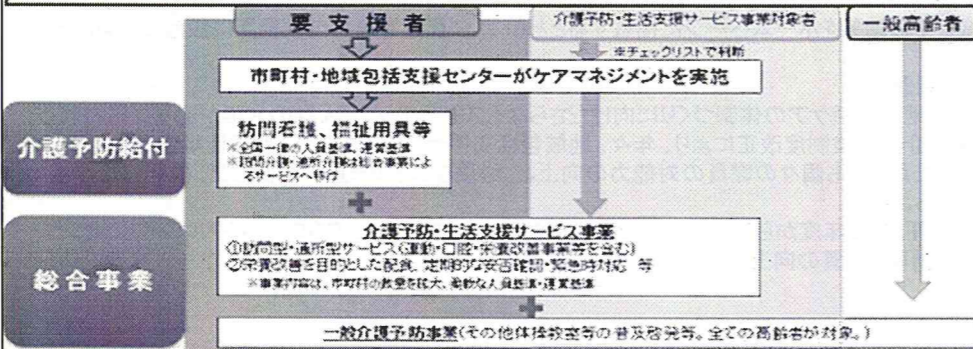 要支援者
介護予防・生活支援サービス事業対象者
一般高齢者
※チェックリストで判断
市町村・地域包括支援センターがケアマネジメントを実施
介護予防給付
訪問看護、福祉用具等
※全国一律の人員基準、運営基準
※訪問介護・通所介護は総合事業によ
るサービスへ移行
総合事業
介護予防・生活支援サービス事業
①訪問型・通所型サービス(運動・口腔・栄養改善事業等を含む)
②栄養改善を目的とした配食、定期的な安否確認・緊急時対応 等
※事業内容は、市町村の裁量を拡大、柔軟な人員基準・運営基準
一般介護予防事業(その他体操教室等の普及啓発等。全ての高齢者が対象。)